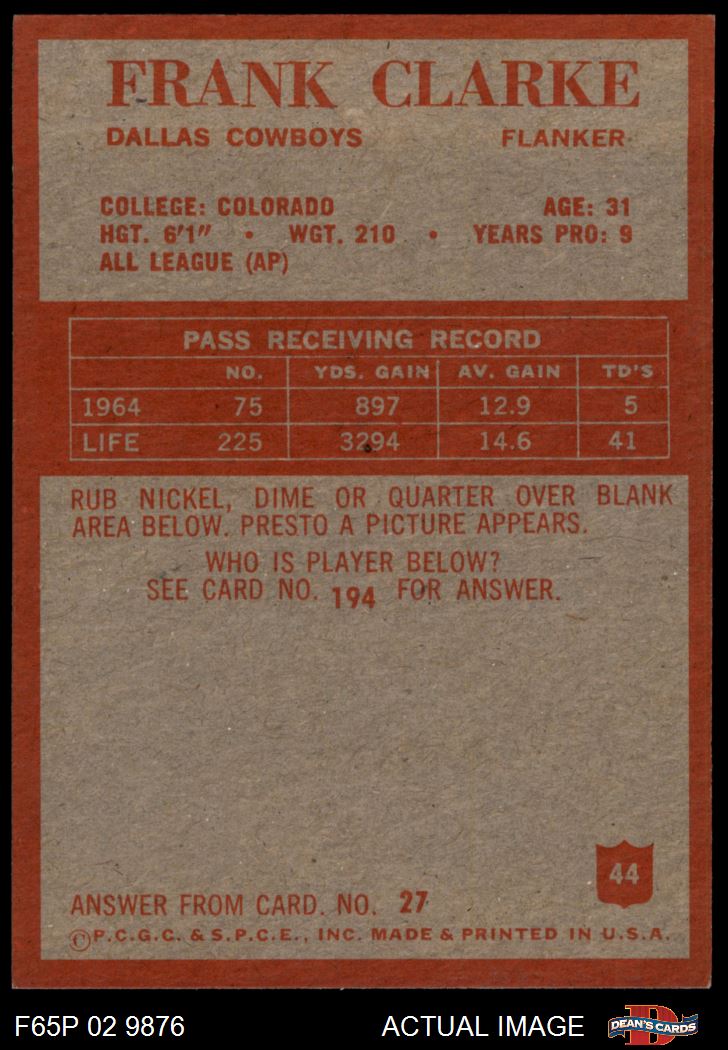 FRANK CLARKE
DALLAS COWBOYS FLANKER
COLLEGE: COLORADO AGE: 31
HGT. 6'1" • WGT. 210 • YEARS PRO: 9
ALL LEAGUE (AP)
PASS RECEIVING RECORD
NO. YDS. GAIN AV. GAIN TD'S
1964 75 897 12.9 5
LIFE 225 3294 14.6 41
RUB NICKEL, DIME OR QUARTER OVER BLANK
AREA BELOW. PRESTO A PICTURE APPEARS.
WHO IS PLAYER BELOW?
SEE CARD NO. 194 FOR ANSWER.
44
ANSWER FROM CARD. NO. 27
©P.C.G.C. & S.P.C.E., INC. MADE & PRINTED IN U.S.A.
F65P 02 9876 ACTUAL IMAGE
D
DEAN'S CARDS